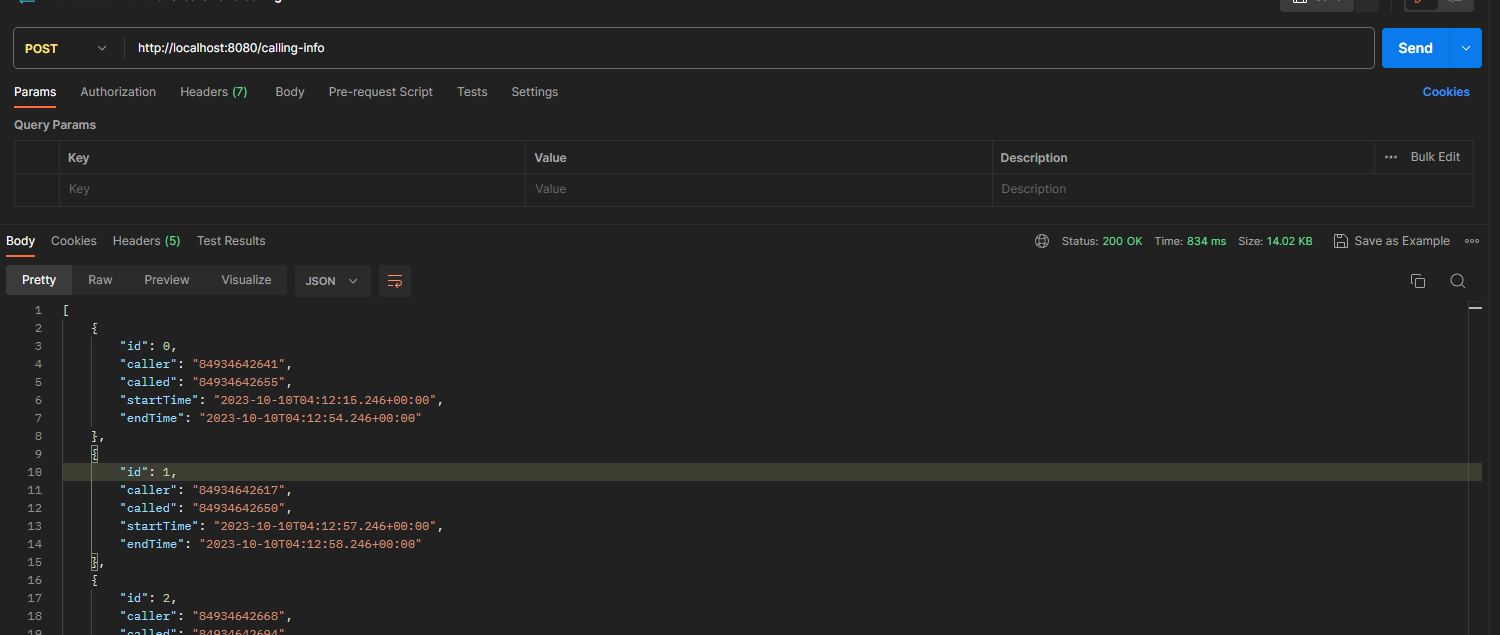 POST http://localhost:8080/calling-info Send
Params Authorization Headers (7) Body Pre-request Script Tests Settings Cookies
Query Params
Key Value Description ••• Bulk Edit
Key Value Description
Body Cookies Headers (5) Test Results Status: 200 OK Time: 834 ms Size: 14.02 KB Save as Example
Pretty Raw Preview Visualize JSON
1 [
2 {
3 "id": 0,
4 "caller": "84934642641",
5 "called": "84934642655",
6 "startTime": "2023-10-10T04:12:15.246+00:00",
7 "endTime": "2023-10-10T04:12:54.246+00:00"
8 },
9 {
10 "id": 1,
11 "caller": "84934642617",
12 "called": "84934642650",
13 "startTime": "2023-10-10T04:12:57.246+00:00",
14 "endTime": "2023-10-10T04:12:58.246+00:00"
15 },
16 {
17 "id": 2,
18 "caller": "84934642668",
19 "called": "84934642694",